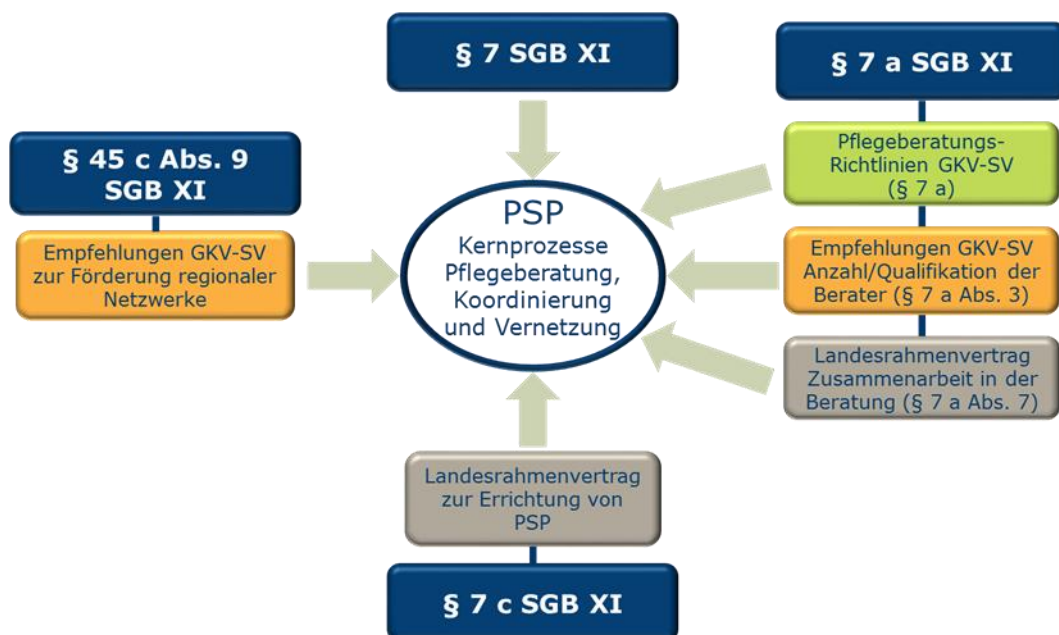 § 7 SGB XI
§ 7 a SGB XI
Pflegeberatungs-
Richtlinien GKV-SV
(§ 7 a)
§ 45 c Abs. 9
SGB XI
Empfehlungen GKV-SV
zur Förderung regionaler
Netzwerke
PSP
Kernprozesse
Pflegeberatung,
Koordinierung
und Vernetzung
Empfehlungen GKV-SV
Anzahl/Qualifikation der
Berater (§ 7 a Abs. 3)
Landesrahmenvertrag
Zusammenarbeit in der
Beratung (§ 7 a Abs. 7)
Landesrahmenvertrag
zur Errichtung von
PSP
§ 7 c SGB XI